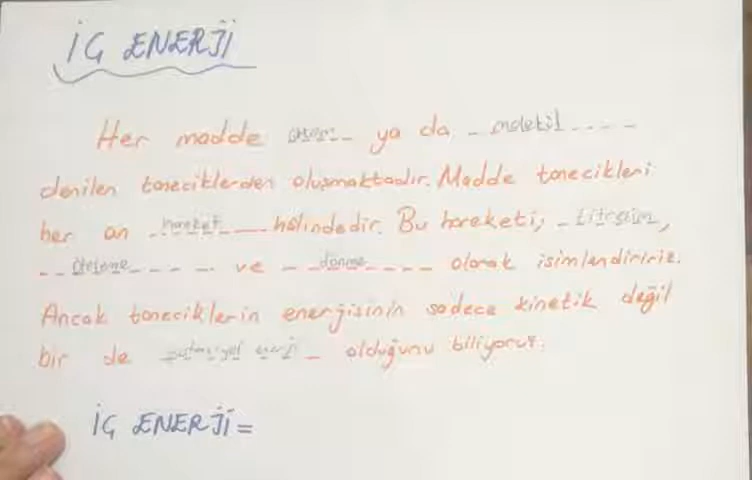 İÇ ENERJİ
Her madde atom ya da molekül
denilen taneciklerden oluşmaktadır. Madde tanecikleri
her an hareket halindedir. Bu hareketi, titreşim,
öteleme ve dönme olarak isimlendiririz.
Ancak taneciklerin enerjisinin sadece kinetik değil
bir de potansiyel enerji olduğunu biliyoruz.
İÇ ENERJİ =